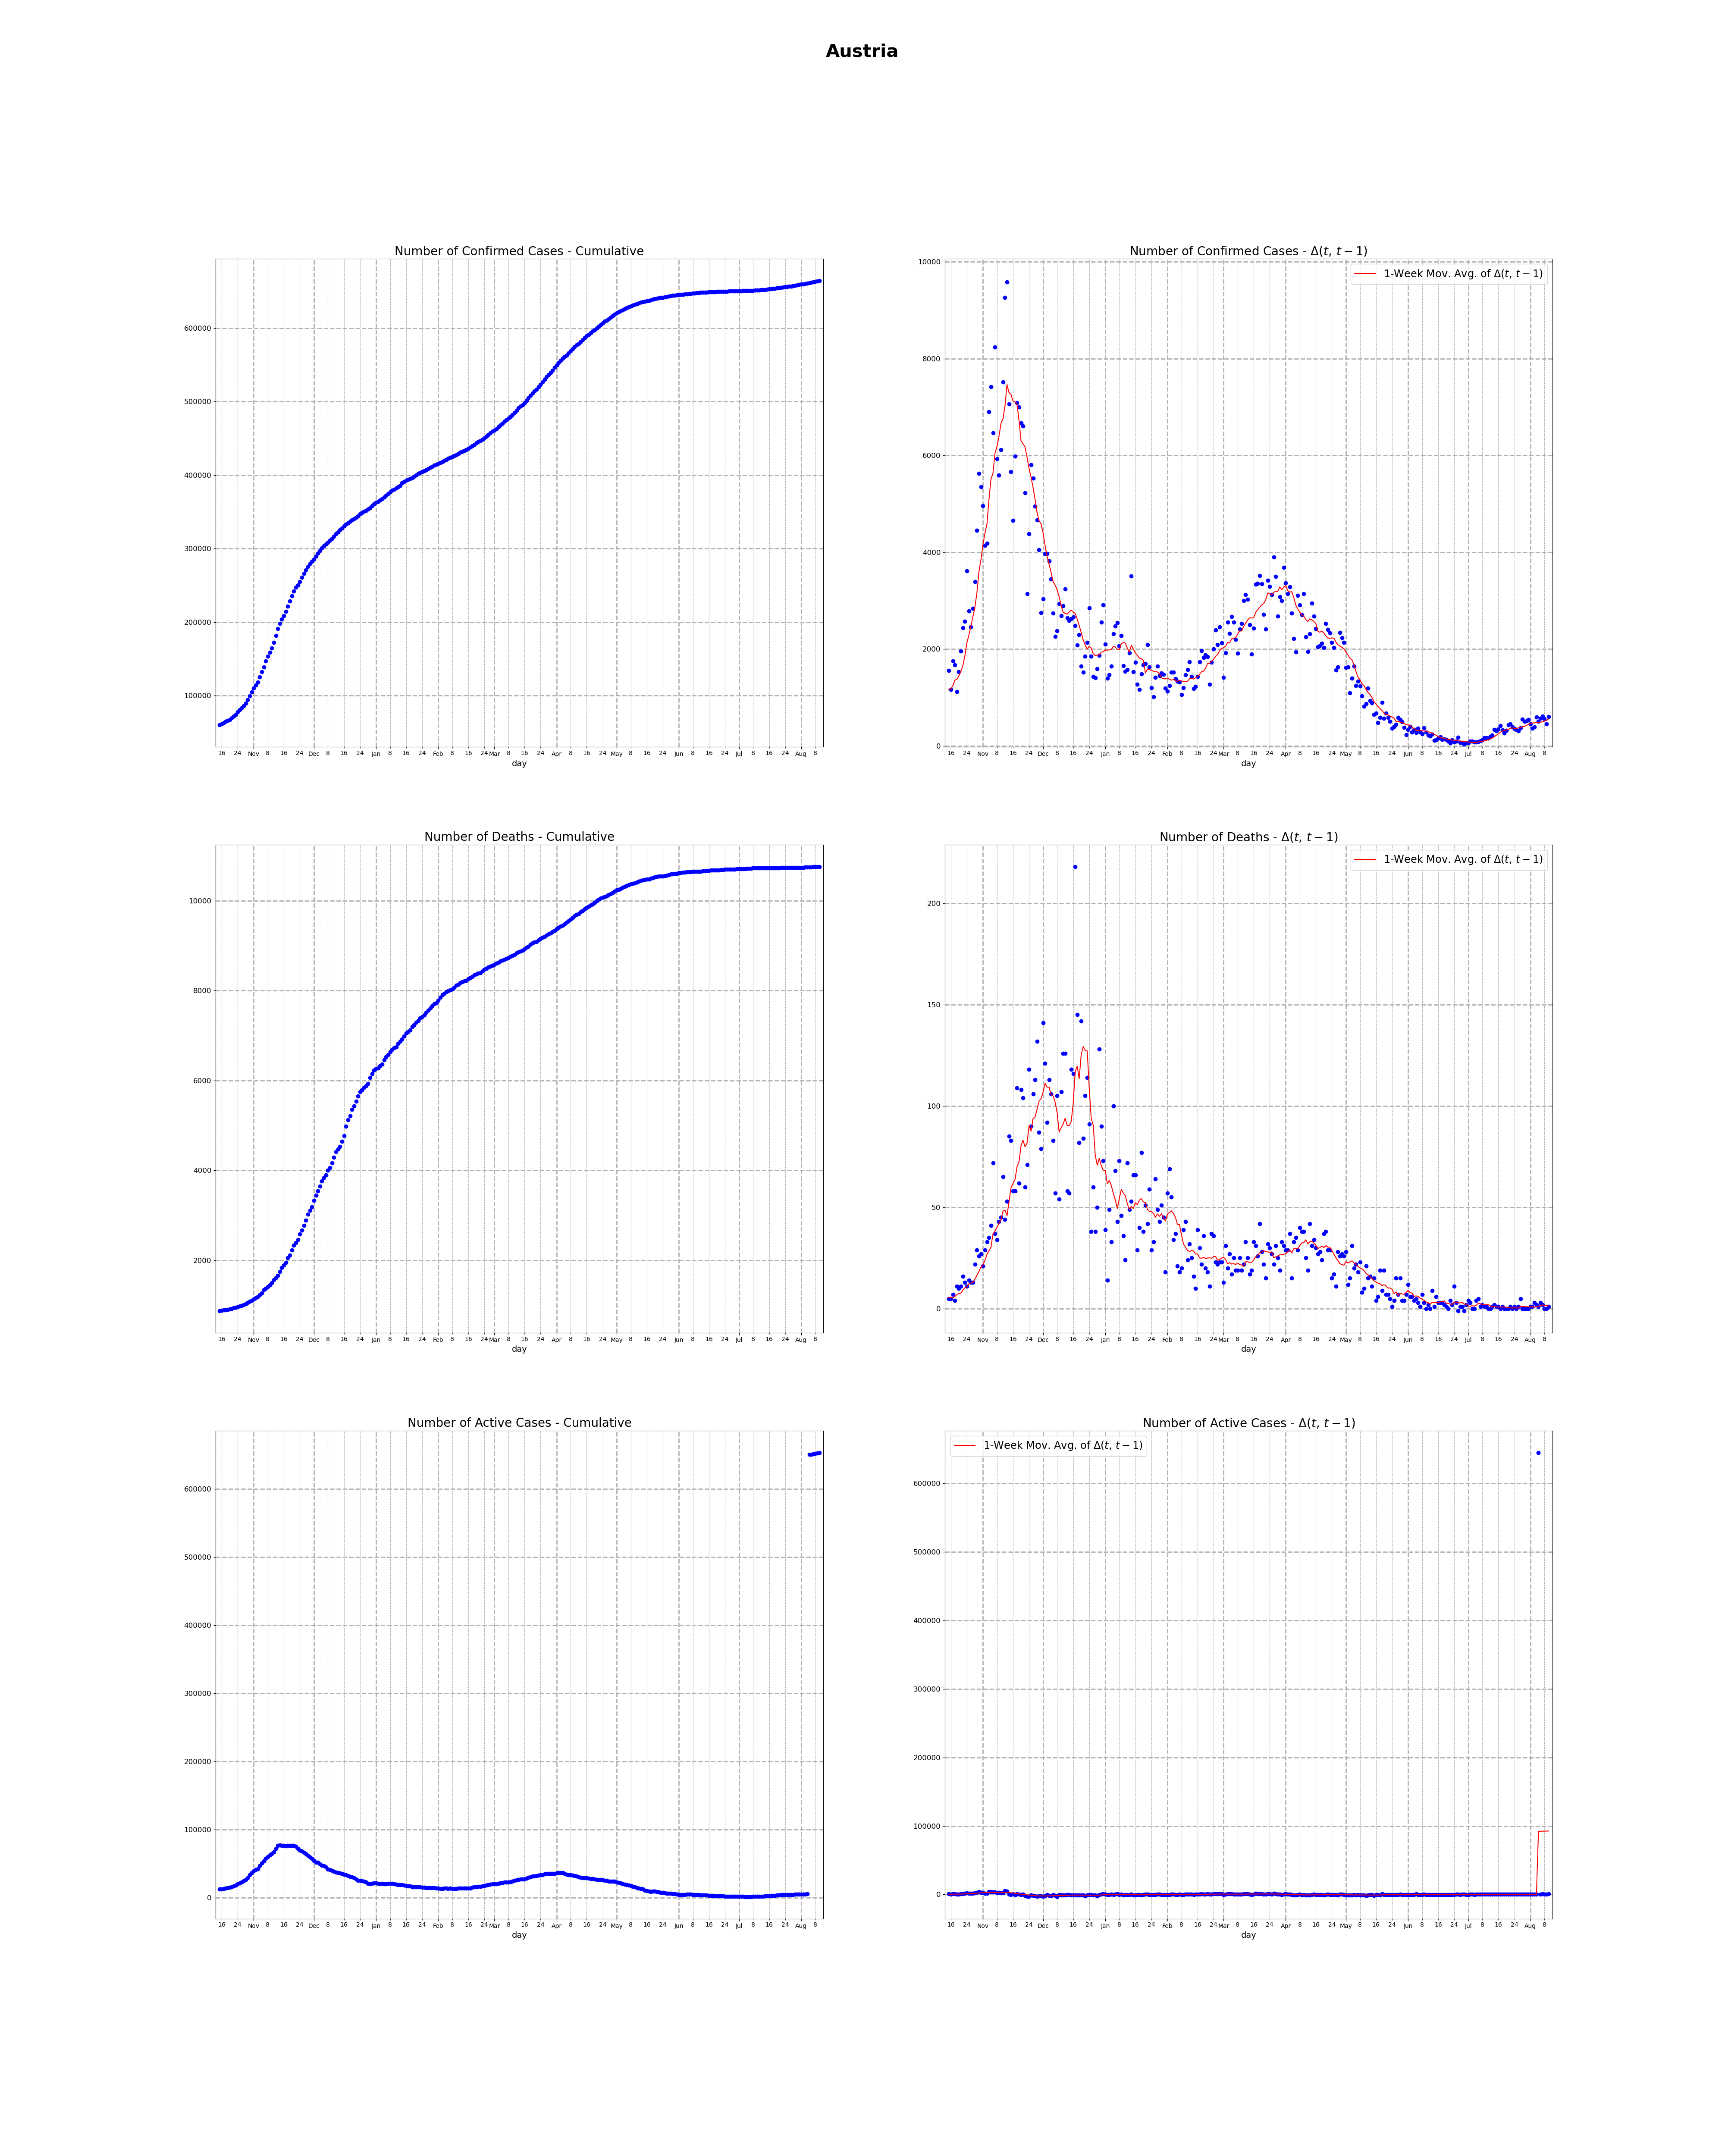 Austria
Number of Confirmed Cases - Cumulative
600000
500000
400000
300000
200000
100000
16 24 Nov 8 16 24 Dec 8 16 24 Jan 8 16 24 Feb 8 16 24 Mar 8 16 24 Apr 8 16 24 May 8 16 24 Jun 8 16 24 Jul 8 16 24 Aug 8
day
Number of Confirmed Cases - Δ(t, t − 1)
1-Week Mov. Avg. of Δ(t, t − 1)
10000
8000
6000
4000
2000
0
16 24 Nov 8 16 24 Dec 8 16 24 Jan 8 16 24 Feb 8 16 24 Mar 8 16 24 Apr 8 16 24 May 8 16 24 Jun 8 16 24 Jul 8 16 24 Aug 8
day
Number of Deaths - Cumulative
10000
8000
6000
4000
2000
16 24 Nov 8 16 24 Dec 8 16 24 Jan 8 16 24 Feb 8 16 24 Mar 8 16 24 Apr 8 16 24 May 8 16 24 Jun 8 16 24 Jul 8 16 24 Aug 8
day
Number of Deaths - Δ(t, t − 1)
1-Week Mov. Avg. of Δ(t, t − 1)
200
150
100
50
0
16 24 Nov 8 16 24 Dec 8 16 24 Jan 8 16 24 Feb 8 16 24 Mar 8 16 24 Apr 8 16 24 May 8 16 24 Jun 8 16 24 Jul 8 16 24 Aug 8
day
Number of Active Cases - Cumulative
600000
500000
400000
300000
200000
100000
0
16 24 Nov 8 16 24 Dec 8 16 24 Jan 8 16 24 Feb 8 16 24 Mar 8 16 24 Apr 8 16 24 May 8 16 24 Jun 8 16 24 Jul 8 16 24 Aug 8
day
Number of Active Cases - Δ(t, t − 1)
1-Week Mov. Avg. of Δ(t, t − 1)
600000
500000
400000
300000
200000
100000
0
16 24 Nov 8 16 24 Dec 8 16 24 Jan 8 16 24 Feb 8 16 24 Mar 8 16 24 Apr 8 16 24 May 8 16 24 Jun 8 16 24 Jul 8 16 24 Aug 8
day